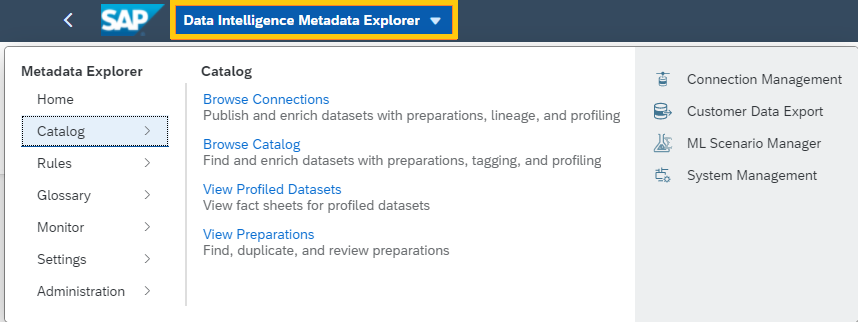 SAP
Data Intelligence Metadata Explorer
Metadata Explorer
Home
Catalog
Rules
Glossary
Monitor
Settings
Administration
Catalog
Browse Connections
Publish and enrich datasets with preparations, lineage, and profiling
Browse Catalog
Find and enrich datasets with preparations, tagging, and profiling
View Profiled Datasets
View fact sheets for profiled datasets
View Preparations
Find, duplicate, and review preparations
Connection Management
Customer Data Export
ML Scenario Manager
System Management